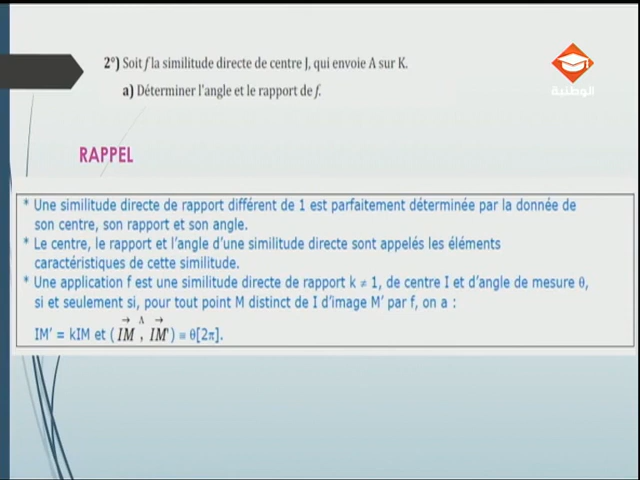 2°) Soit f la similitude directe de centre J, qui envoie A sur K.
a) Déterminer l'angle et le rapport de f.
الوطنية
RAPPEL
* Une similitude directe de rapport différent de 1 est parfaitement déterminée par la donnée de
son centre, son rapport et son angle.
* Le centre, le rapport et l'angle d'une similitude directe sont appelés les éléments
caractéristiques de cette similitude.
* Une application f est une similitude directe de rapport k ≠ 1, de centre I et d'angle de mesure θ,
si et seulement si, pour tout point M distinct de I d'image M' par f, on a :
IM' = kIM et ( IM , IM' ) ≡ θ[2π].